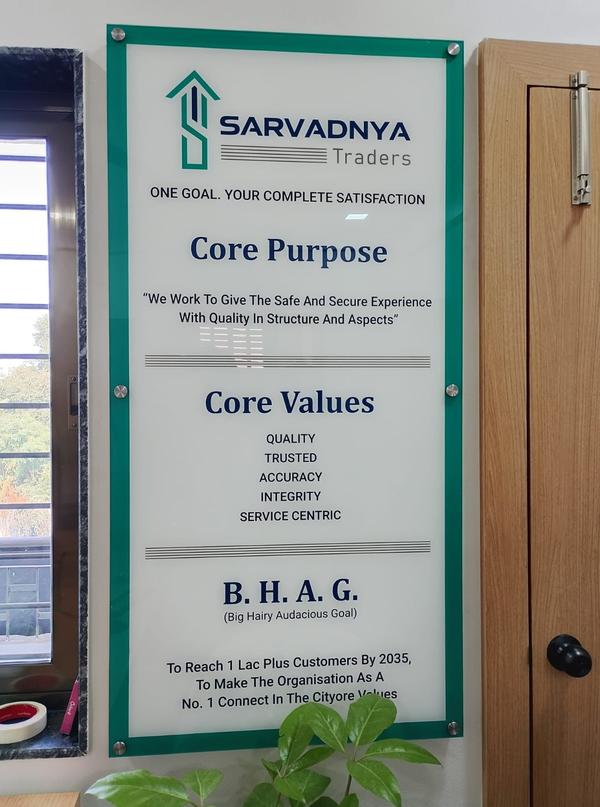 SARVADNYA
Traders
ONE GOAL. YOUR COMPLETE SATISFACTION
Core Purpose
“We Work To Give The Safe And Secure Experience
With Quality In Structure And Aspects”
Core Values
QUALITY
TRUSTED
ACCURACY
INTEGRITY
SERVICE CENTRIC
B. H. A. G.
(Big Hairy Audacious Goal)
To Reach 1 Lac Plus Customers By 2035,
To Make The Organisation As A
No. 1 Connect In The Cityore Values